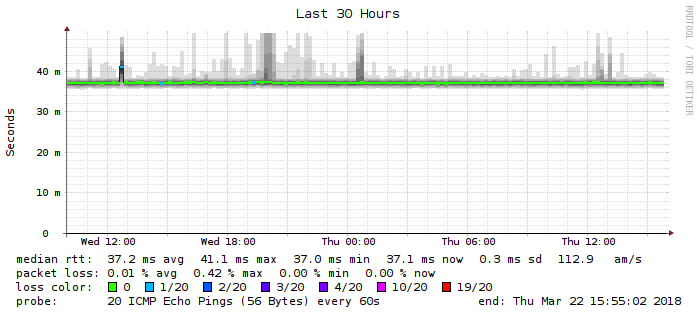 Last 30 Hours
RRDTOOL / TOBI OETIKER
Seconds
40 m
30 m
20 m
10 m
0
Wed 12:00 Wed 18:00 Thu 00:00 Thu 06:00 Thu 12:00
median rtt: 37.2 ms avg 41.1 ms max 37.0 ms min 37.1 ms now 0.3 ms sd 112.9 am/s
packet loss: 0.01 % avg 0.42 % max 0.00 % min 0.00 % now
loss color: 0 1/20 2/20 3/20 4/20 10/20 19/20
probe: 20 ICMP Echo Pings (56 Bytes) every 60s end: Thu Mar 22 15:55:02 2018